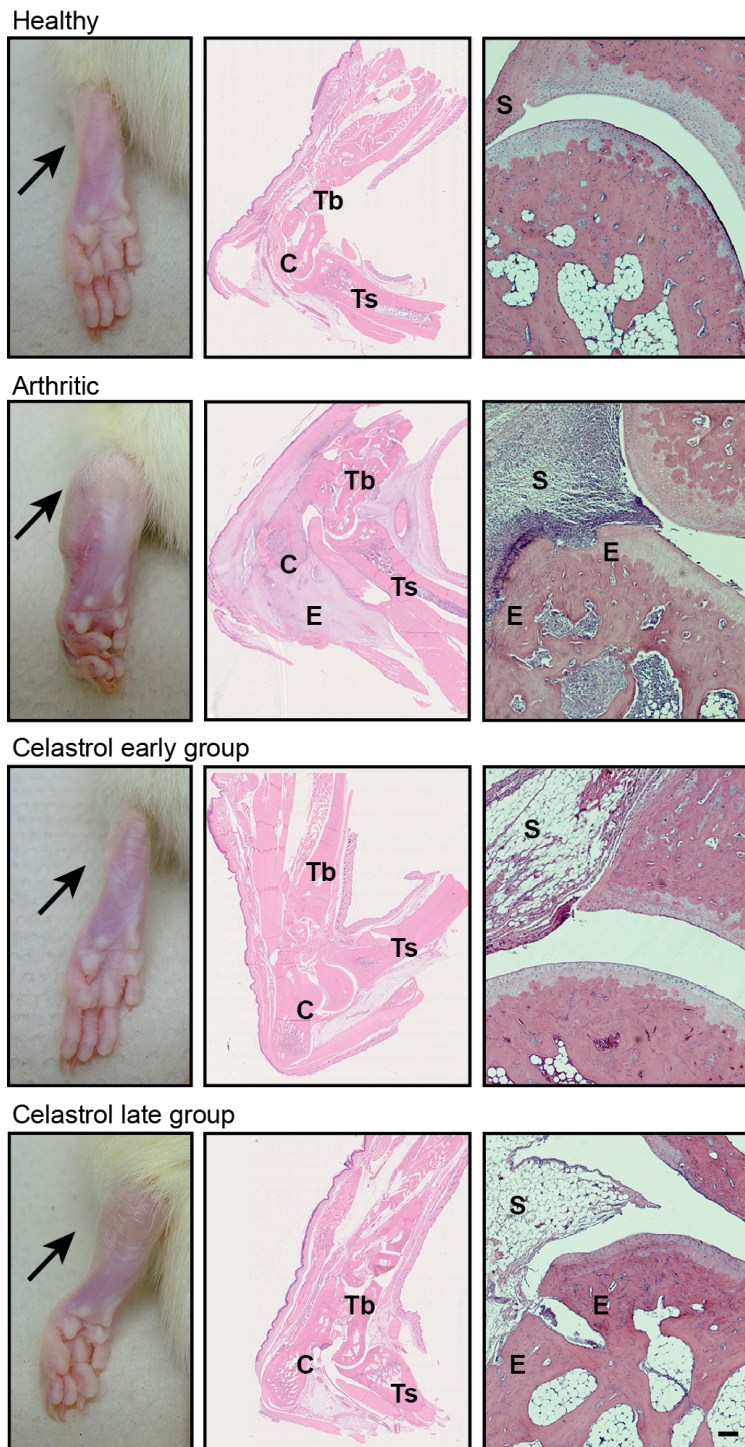 Healthy
S
Tb
C
Ts
Arthritic
Tb
S
C
E
Ts
E
E
Celastrol early group
S
Tb
Ts
C
Celastrol late group
S
Tb
E
C
E
Ts